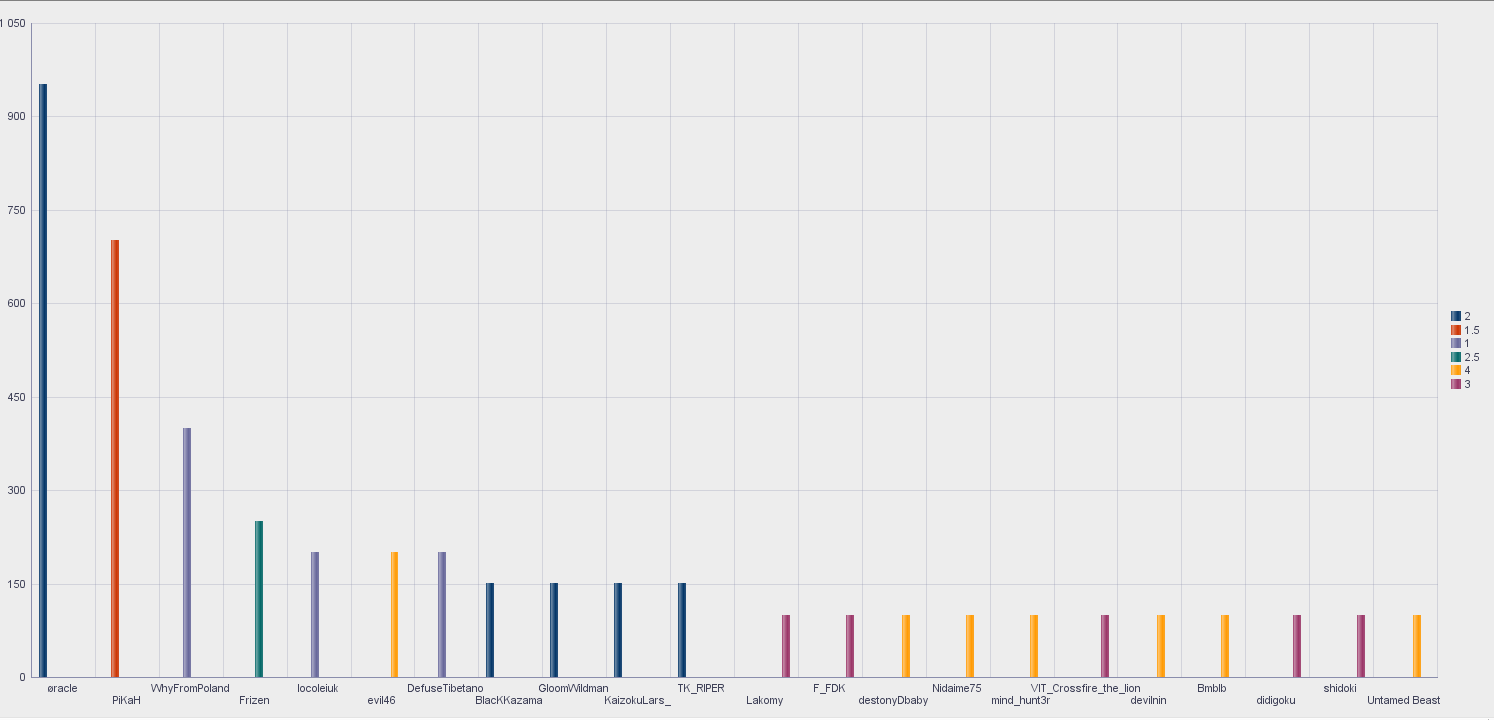 1 050
900
750
600
450
300
150
0
øracle
PiKaH
WhyFromPoland
Frizen
locoleiuk
evil46
DefuseTibetano
BlacKKazama
GloomWildman
KaizokuLars_
TK_RIPER
Lakomy
F_FDK
destonyDbaby
Nidaime75
mind_hunt3r
VIT_Crossfire_the_lion
devilnin
Bmblb
didigoku
shidoki
Untamed Beast
2
1.5
1
2.5
4
3